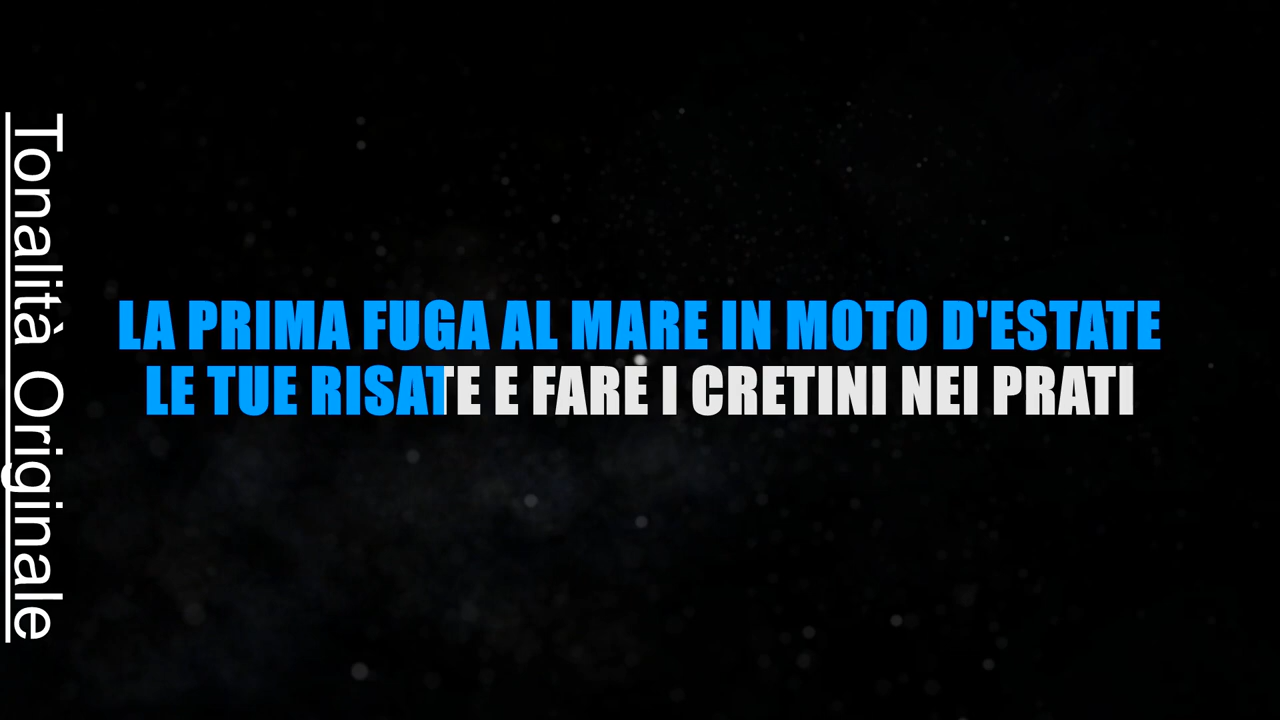 Tonalità Originale
LA PRIMA FUGA AL MARE IN MOTO D'ESTATE
LE TUE RISATE E FARE I CRETINI NEI PRATI